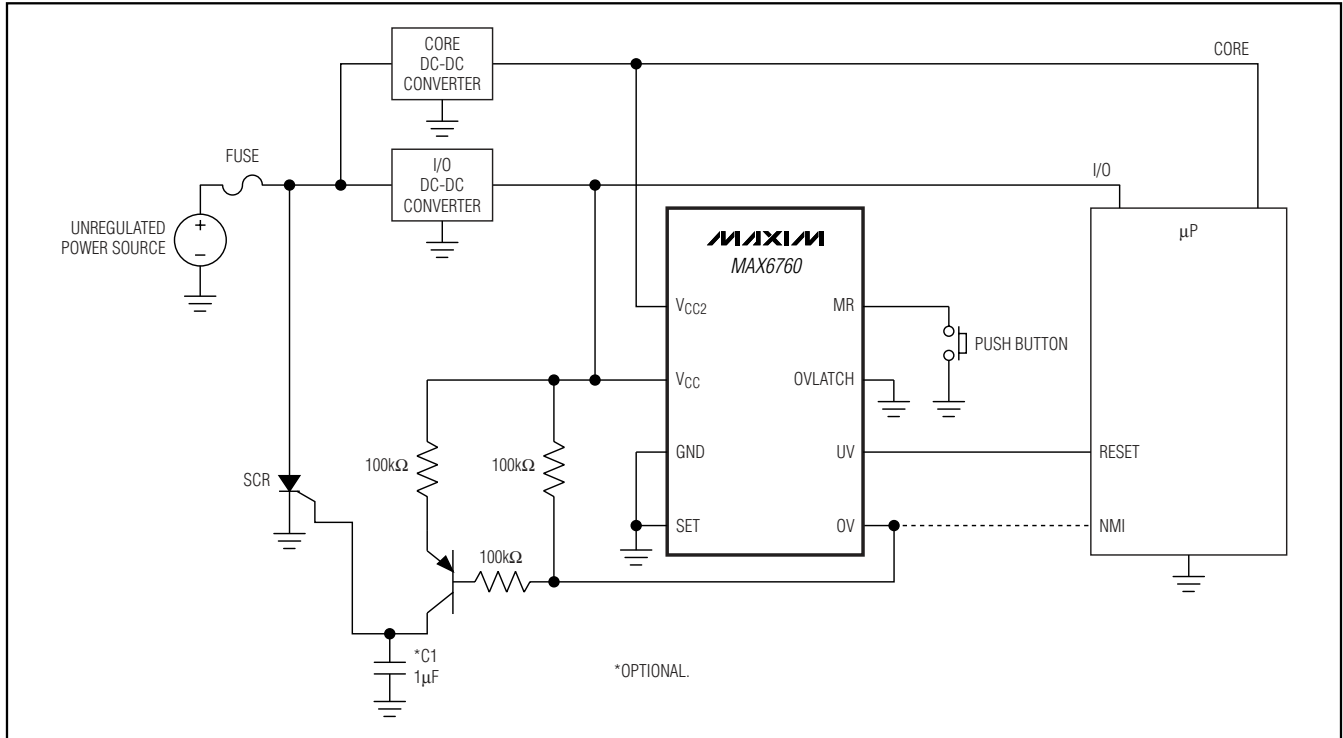 CORE
DC-DC
CONVERTER
CORE
FUSE
I/O
DC-DC
CONVERTER
I/O
UNREGULATED
POWER SOURCE
+
−
MAXIM
MAX6760
µP
VCC2
MR
PUSH BUTTON
VCC
OVLATCH
100kΩ
100kΩ
GND
UV
RESET
SCR
SET
OV
NMI
100kΩ
*C1
1µF
*OPTIONAL.